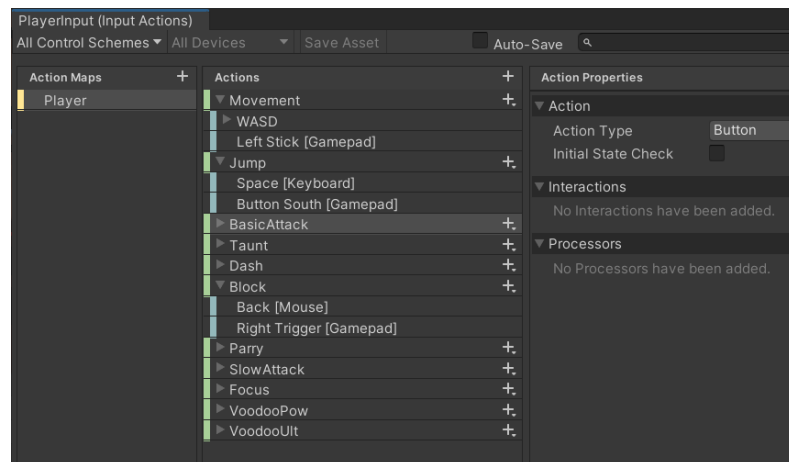 PlayerInput (Input Actions)
All Control Schemes All Devices Save Asset Auto-Save
Action Maps + Actions + Action Properties
Player
Movement +
WASD
Left Stick [Gamepad]
Jump +
Space [Keyboard]
Button South [Gamepad]
BasicAttack +
Taunt +
Dash +
Block +
Back [Mouse]
Right Trigger [Gamepad]
Parry +
SlowAttack +
Focus +
VoodooPow +
VoodooUlt +
Action
Action Type Button
Initial State Check
Interactions
No Interactions have been added.
Processors
No Processors have been added.